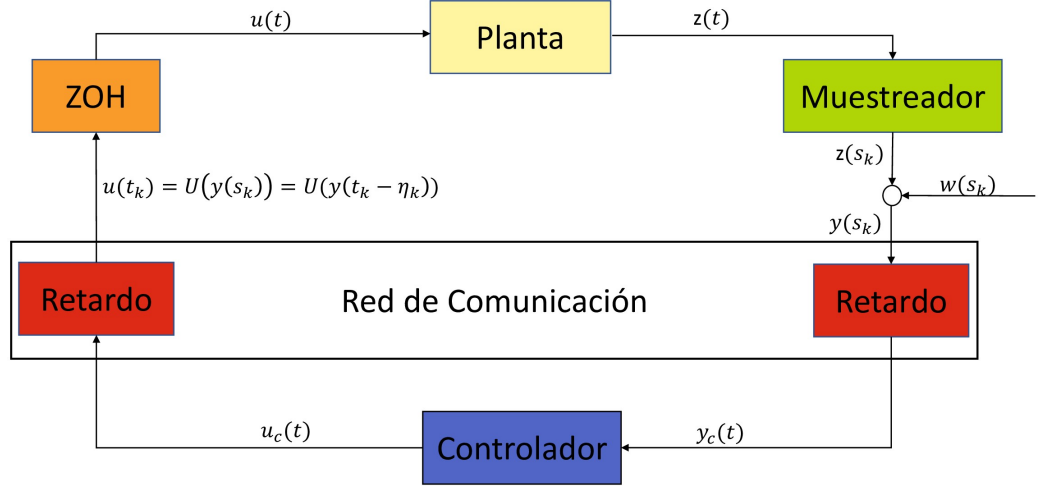 u(t)
Planta
z(t)
ZOH
Muestreador
z(s_k)
u(t_k) = U(y(s_k)) = U(y(t_k − η_k))
w(s_k)
y(s_k)
Retardo
Red de Comunicación
Retardo
u_c(t)
Controlador
y_c(t)